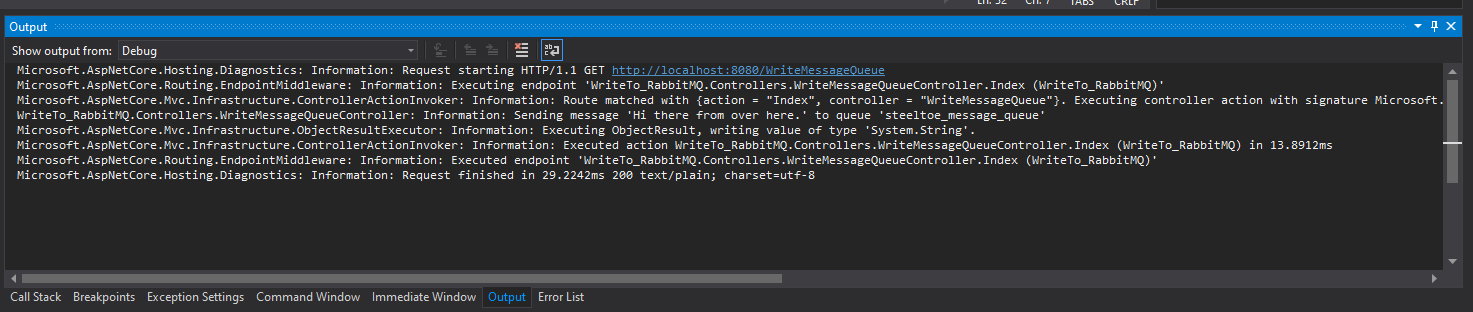 Ln: 52 Ch: 7 TABS CRLF
Output
Show output from: Debug
Microsoft.AspNetCore.Hosting.Diagnostics: Information: Request starting HTTP/1.1 GET http://localhost:8080/WriteMessageQueue
Microsoft.AspNetCore.Routing.EndpointMiddleware: Information: Executing endpoint 'WriteTo_RabbitMQ.Controllers.WriteMessageQueueController.Index (WriteTo_RabbitMQ)'
Microsoft.AspNetCore.Mvc.Infrastructure.ControllerActionInvoker: Information: Route matched with {action = "Index", controller = "WriteMessageQueue"}. Executing controller action with signature Microsoft.
WriteTo_RabbitMQ.Controllers.WriteMessageQueueController: Information: Sending message 'Hi there from over here.' to queue 'steeltoe_message_queue'
Microsoft.AspNetCore.Mvc.Infrastructure.ObjectResultExecutor: Information: Executing ObjectResult, writing value of type 'System.String'.
Microsoft.AspNetCore.Mvc.Infrastructure.ControllerActionInvoker: Information: Executed action WriteTo_RabbitMQ.Controllers.WriteMessageQueueController.Index (WriteTo_RabbitMQ) in 13.8912ms
Microsoft.AspNetCore.Routing.EndpointMiddleware: Information: Executed endpoint 'WriteTo_RabbitMQ.Controllers.WriteMessageQueueController.Index (WriteTo_RabbitMQ)'
Microsoft.AspNetCore.Hosting.Diagnostics: Information: Request finished in 29.2242ms 200 text/plain; charset=utf-8
Call Stack Breakpoints Exception Settings Command Window Immediate Window Output Error List